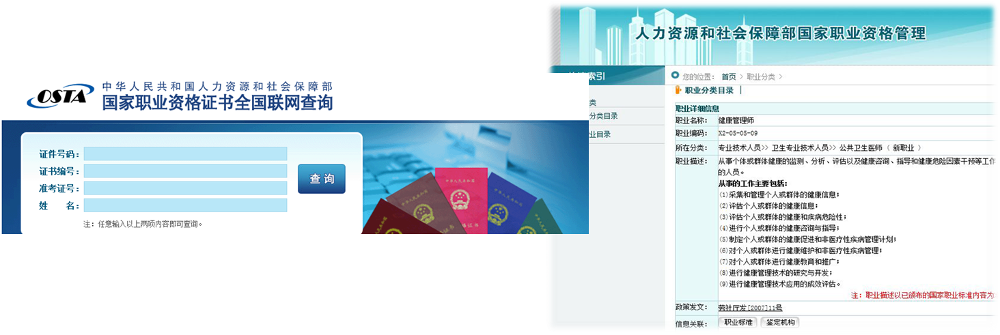 OSTA
中华人民共和国人力资源和社会保障部
国家职业资格证书全国联网查询
证件号码：
证书编号：
准考证号：
姓　　名：
查 询
注：任意输入以上两项内容即可查询。
中华人民共和国
人力资源和社会保障部国家职业资格管理
索引
您的位置： 首页 > 职业分类 >
类
分类目录
业目录
职业分类目录
职业详细信息
职业名称： 健康管理师
职业编码： X2-05-05-09
所在分类： 专业技术人员>> 卫生专业技术人员>> 公共卫生医师 ( 新职业 )
职业描述： 从事个体或群体健康的监测、分析、评估以及健康咨询、指导和健康危险因素干预等工作
的人员。
从事的工作主要包括：
(1)采集和管理个人或群体的健康信息；
(2)评估个人或群体的健康信息；
(3)评估个人或群体的健康和疾病危险性；
(4)进行个人或群体的健康咨询与指导；
(5)制定个人或群体的健康促进和非医疗性疾病管理计划；
(6)对个人或群体进行健康维护和非医疗性疾病管理；
(7)对个人或群体进行健康教育和推广；
(8)进行健康管理技术的研究与开发；
(9)进行健康管理技术应用的成效评估。
注：职业描述以已颁布的国家职业标准内容为
政策发文： 劳社厅发[2007]11号
信息关联： 职业标准 鉴定机构